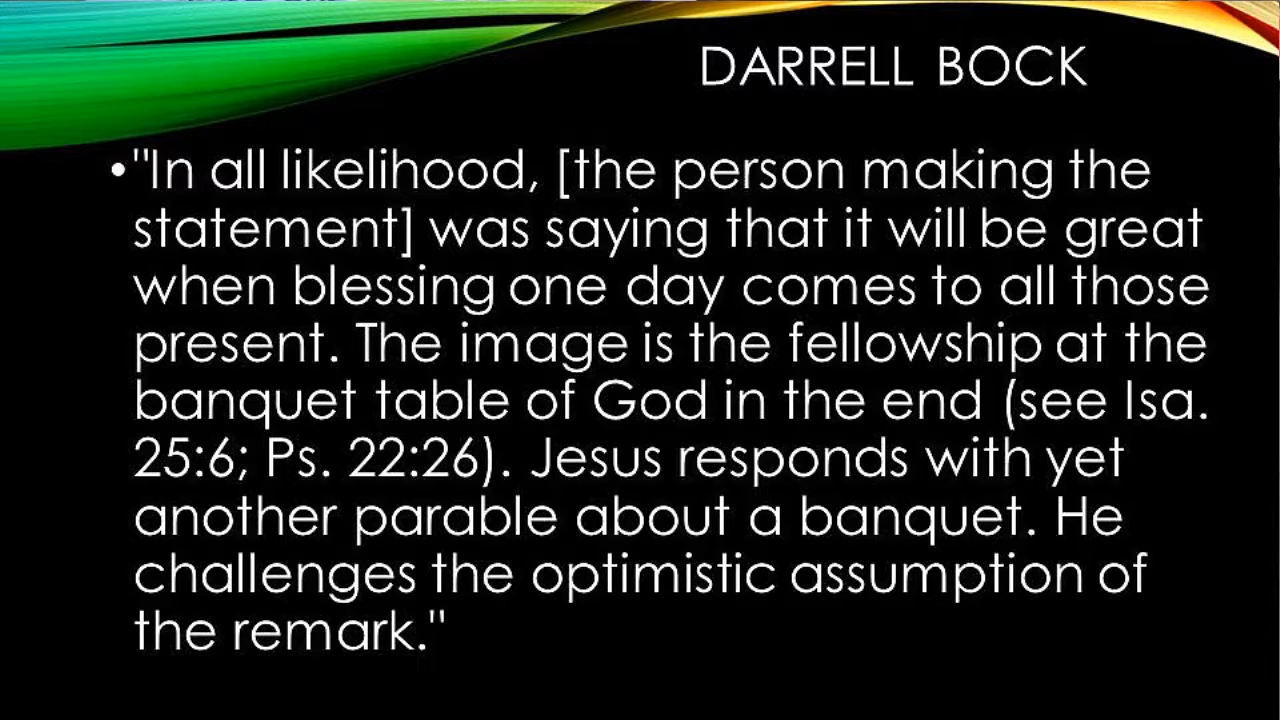 DARRELL BOCK
•"In all likelihood, [the person making the
statement] was saying that it will be great
when blessing one day comes to all those
present. The image is the fellowship at the
banquet table of God in the end (see Isa.
25:6; Ps. 22:26). Jesus responds with yet
another parable about a banquet. He
challenges the optimistic assumption of
the remark."